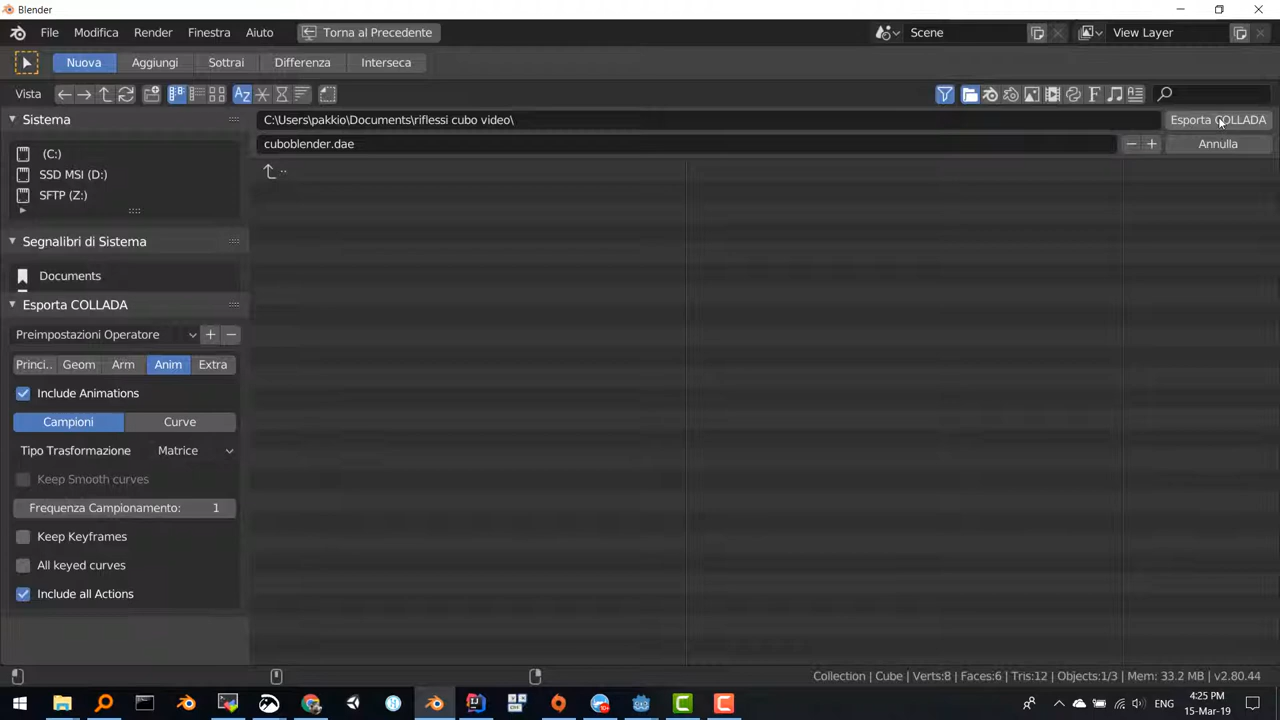 Blender
File Modifica Render Finestra Aiuto Torna al Precedente Scene View Layer
Nuova Aggiungi Sottrai Differenza Interseca
Vista
Sistema
C:\Users\pakkio\Documents\riflessi cubo video\
Esporta COLLADA
cuboblender.dae
Annulla
(C:)
SSD MSI (D:)
SFTP (Z:)
..
Segnalibri di Sistema
Documents
Esporta COLLADA
Preimpostazioni Operatore
Princi.. Geom Arm Anim Extra
Include Animations
Campioni Curve
Tipo Trasformazione Matrice
Keep Smooth curves
Frequenza Campionamento: 1
Keep Keyframes
All keyed curves
Include all Actions
Collection | Cube | Verts:8 | Faces:6 | Tris:12 | Objects:1/3 | Mem: 33.2 MB | v2.80.44
ENG
4:25 PM
15-Mar-19